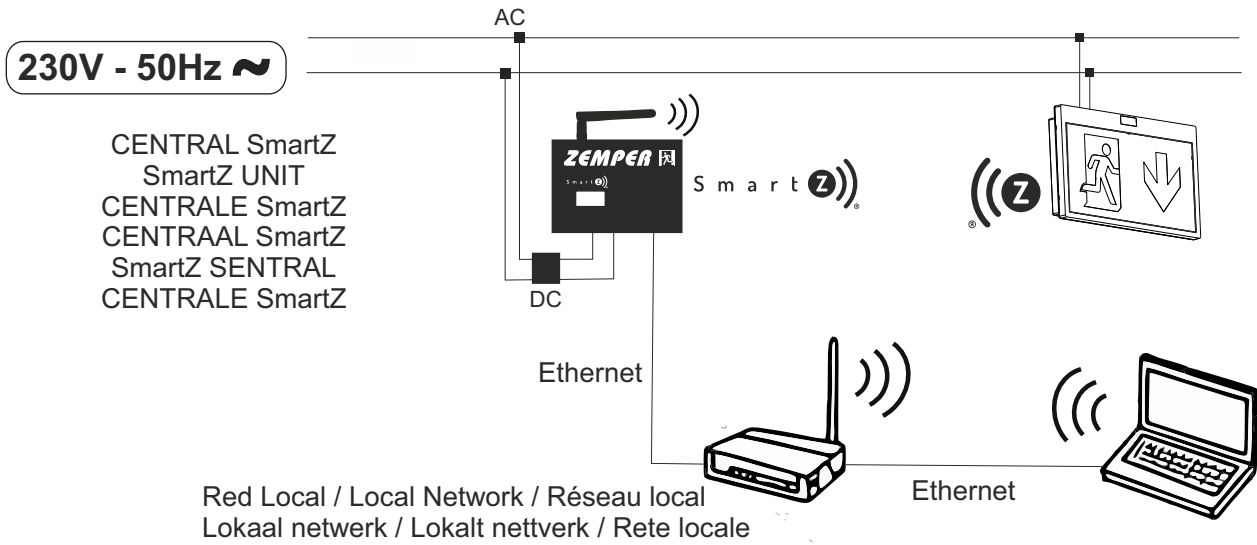 AC
230V - 50Hz ~
CENTRAL SmartZ
SmartZ UNIT
CENTRALE SmartZ
CENTRAAL SmartZ
SmartZ SENTRAL
CENTRALE SmartZ
ZEMPER
Smart Z
Smart Z ®
® Z
DC
Ethernet
Ethernet
Red Local / Local Network / Réseau local
Lokaal netwerk / Lokalt nettverk / Rete locale